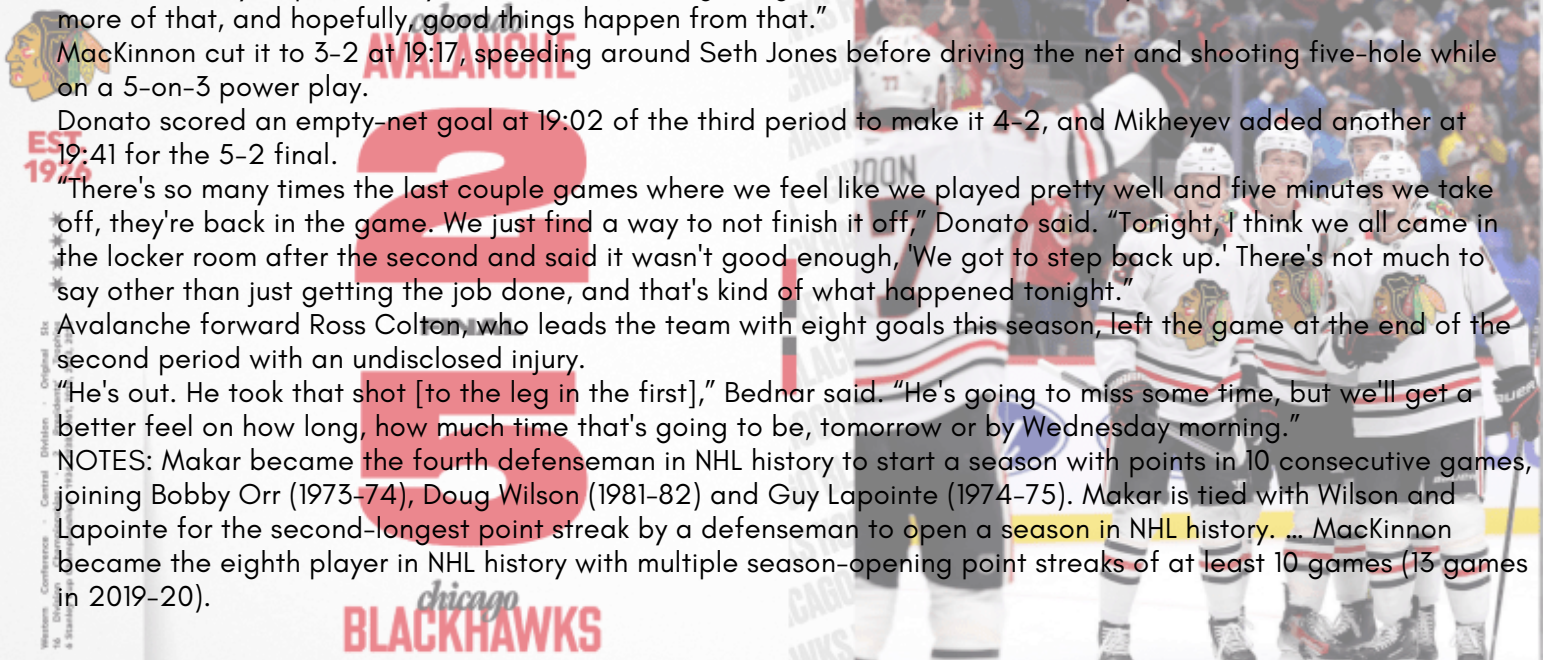 more of that, and hopefully, good things happen from that.”
MacKinnon cut it to 3-2 at 19:17, speeding around Seth Jones before driving the net and shooting five-hole while
on a 5-on-3 power play.
Donato scored an empty-net goal at 19:02 of the third period to make it 4-2, and Mikheyev added another at
19:41 for the 5-2 final.
“There's so many times the last couple games where we feel like we played pretty well and five minutes we take
off, they're back in the game. We just find a way to not finish it off,” Donato said. “Tonight, I think we all came in
the locker room after the second and said it wasn't good enough, 'We got to step back up.' There's not much to
say other than just getting the job done, and that's kind of what happened tonight.”
Avalanche forward Ross Colton, who leads the team with eight goals this season, left the game at the end of the
second period with an undisclosed injury.
“He's out. He took that shot [to the leg in the first],” Bednar said. “He's going to miss some time, but we'll get a
better feel on how long, how much time that's going to be, tomorrow or by Wednesday morning.”
NOTES: Makar became the fourth defenseman in NHL history to start a season with points in 10 consecutive games,
joining Bobby Orr (1973-74), Doug Wilson (1981-82) and Guy Lapointe (1974-75). Makar is tied with Wilson and
Lapointe for the second-longest point streak by a defenseman to open a season in NHL history. ... MacKinnon
became the eighth player in NHL history with multiple season-opening point streaks of at least 10 games (13 games
in 2019-20).
colorado
AVALANCHE
2
FINAL
5
chicago
BLACKHAWKS
EST.
1926
77
7